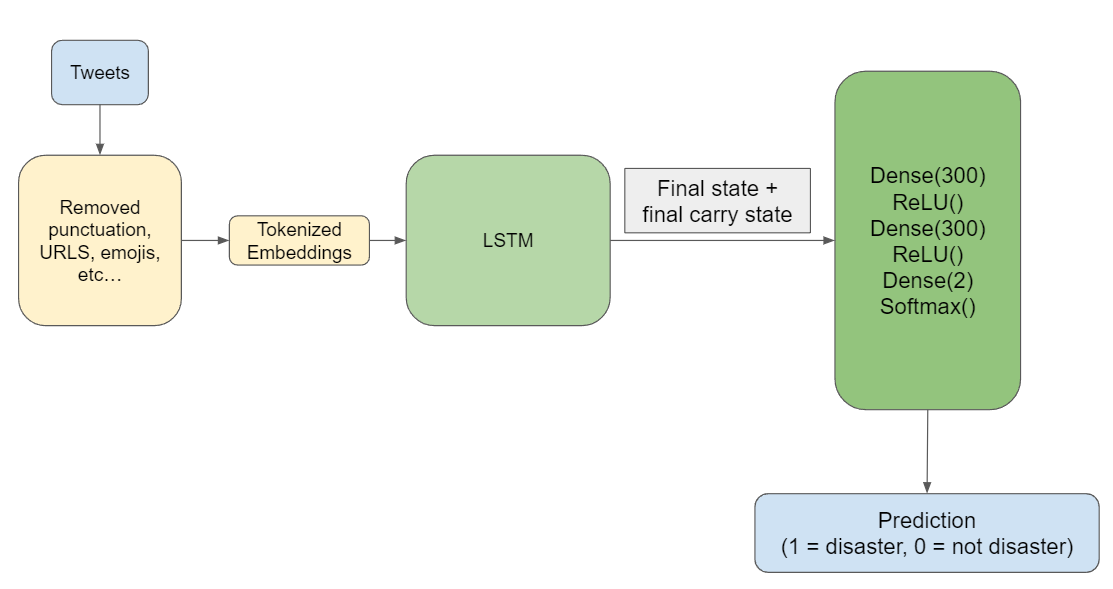 Tweets
Removed
punctuation,
URLS, emojis,
etc…
Tokenized
Embeddings
LSTM
Final state +
final carry state
Dense(300)
ReLU()
Dense(300)
ReLU()
Dense(2)
Softmax()
Prediction
(1 = disaster, 0 = not disaster)